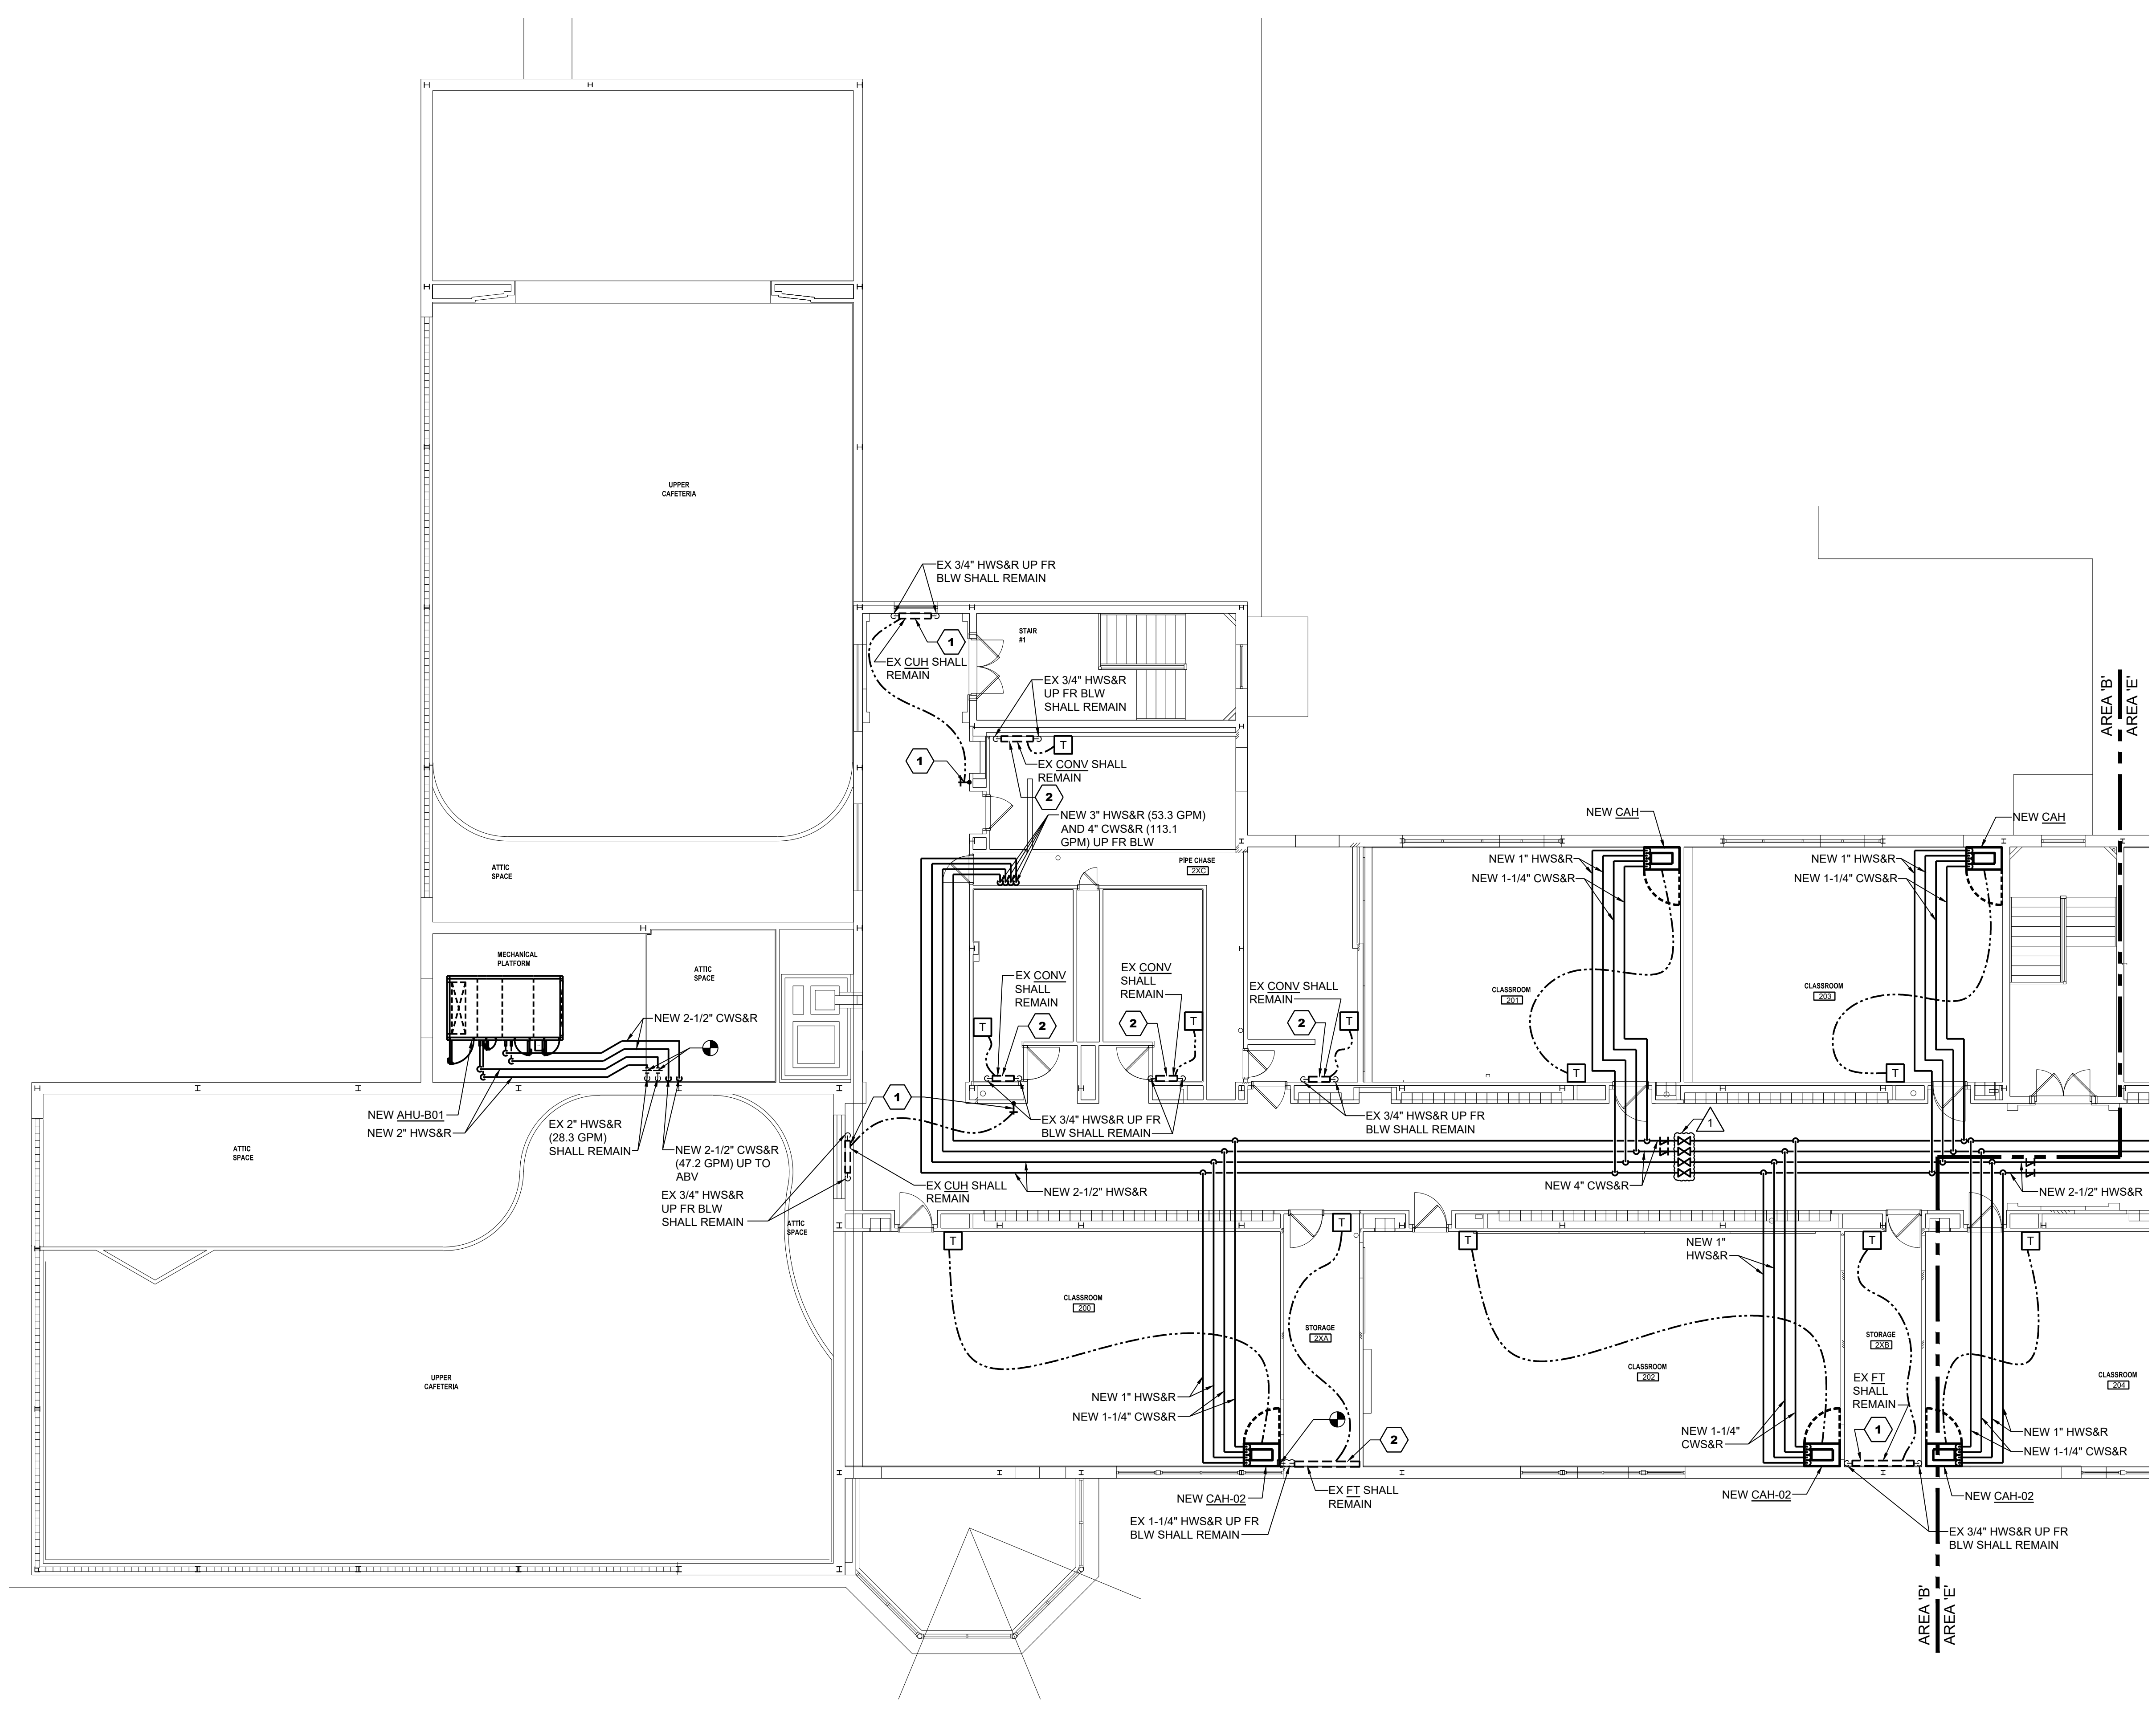 UPPER
CAFETERIA
EX 3/4" HWS&R UP FR
BLW SHALL REMAIN
1
EX CUH SHALL
REMAIN
STAIR
#1
EX 3/4" HWS&R
UP FR BLW
SHALL REMAIN
T
1
EX CONV SHALL
REMAIN
2
NEW 3" HWS&R (53.3 GPM)
AND 4" CWS&R (113.1
GPM) UP FR BLW
AREA 'B'
AREA 'E'
NEW CAH
NEW CAH
ATTIC
SPACE
PIPE CHASE
2XC
NEW 1" HWS&R
NEW 1-1/4" CWS&R
NEW 1" HWS&R
NEW 1-1/4" CWS&R
MECHANICAL
PLATFORM
ATTIC
SPACE
NEW 2-1/2" CWS&R
EX CONV
SHALL
REMAIN
T
2
EX CONV
SHALL
REMAIN
2
T
EX CONV SHALL
REMAIN
2
T
CLASSROOM
201
CLASSROOM
203
T
T
NEW AHU-B01
NEW 2" HWS&R
EX 2" HWS&R
(28.3 GPM)
SHALL REMAIN
NEW 2-1/2" CWS&R
(47.2 GPM) UP TO
ABV
1
EX 3/4" HWS&R UP FR
BLW SHALL REMAIN
EX 3/4" HWS&R UP FR
BLW SHALL REMAIN
1
ATTIC
SPACE
EX 3/4" HWS&R
UP FR BLW
SHALL REMAIN
EX CUH SHALL
REMAIN
NEW 2-1/2" HWS&R
NEW 4" CWS&R
NEW 2-1/2" HWS&R
ATTIC
SPACE
T
T
T
T
T
NEW 1"
HWS&R
CLASSROOM
200
STORAGE
2XA
STORAGE
2XB
CLASSROOM
202
CLASSROOM
204
UPPER
CAFETERIA
EX FT
SHALL
REMAIN
NEW 1" HWS&R
NEW 1-1/4" CWS&R
2
NEW 1-1/4"
CWS&R
1
NEW 1" HWS&R
NEW 1-1/4" CWS&R
NEW CAH-02
EX FT SHALL
REMAIN
EX 1-1/4" HWS&R UP FR
BLW SHALL REMAIN
NEW CAH-02
NEW CAH-02
EX 3/4" HWS&R UP FR
BLW SHALL REMAIN
AREA 'B'
AREA 'E'